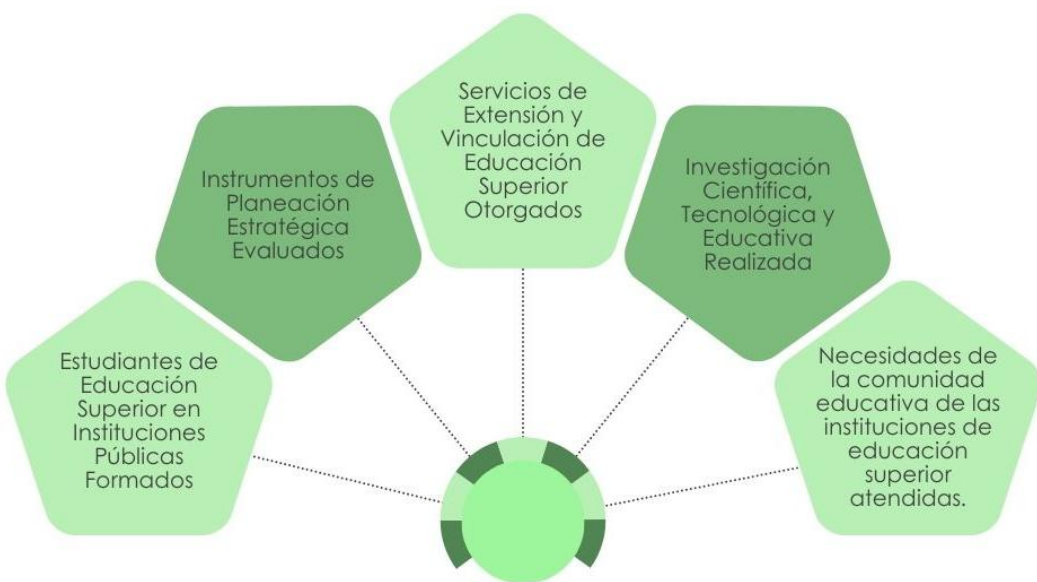 Estudiantes de
Educación
Superior en
Instituciones
Públicas
Formados
Instrumentos de
Planeación
Estratégica
Evaluados
Servicios de
Extensión y
Vinculación de
Educación
Superior
Otorgados
Investigación
Científica,
Tecnológica y
Educativa
Realizada
Necesidades de
la comunidad
educativa de las
instituciones de
educación
superior
atendidas.